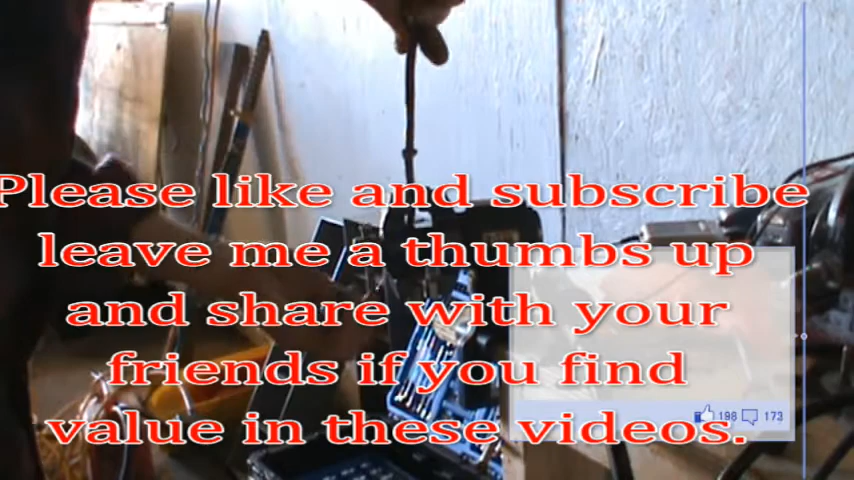 Please like and subscribe
leave me a thumbs up
and share with your
friends if you find
value in these videos.
198 173